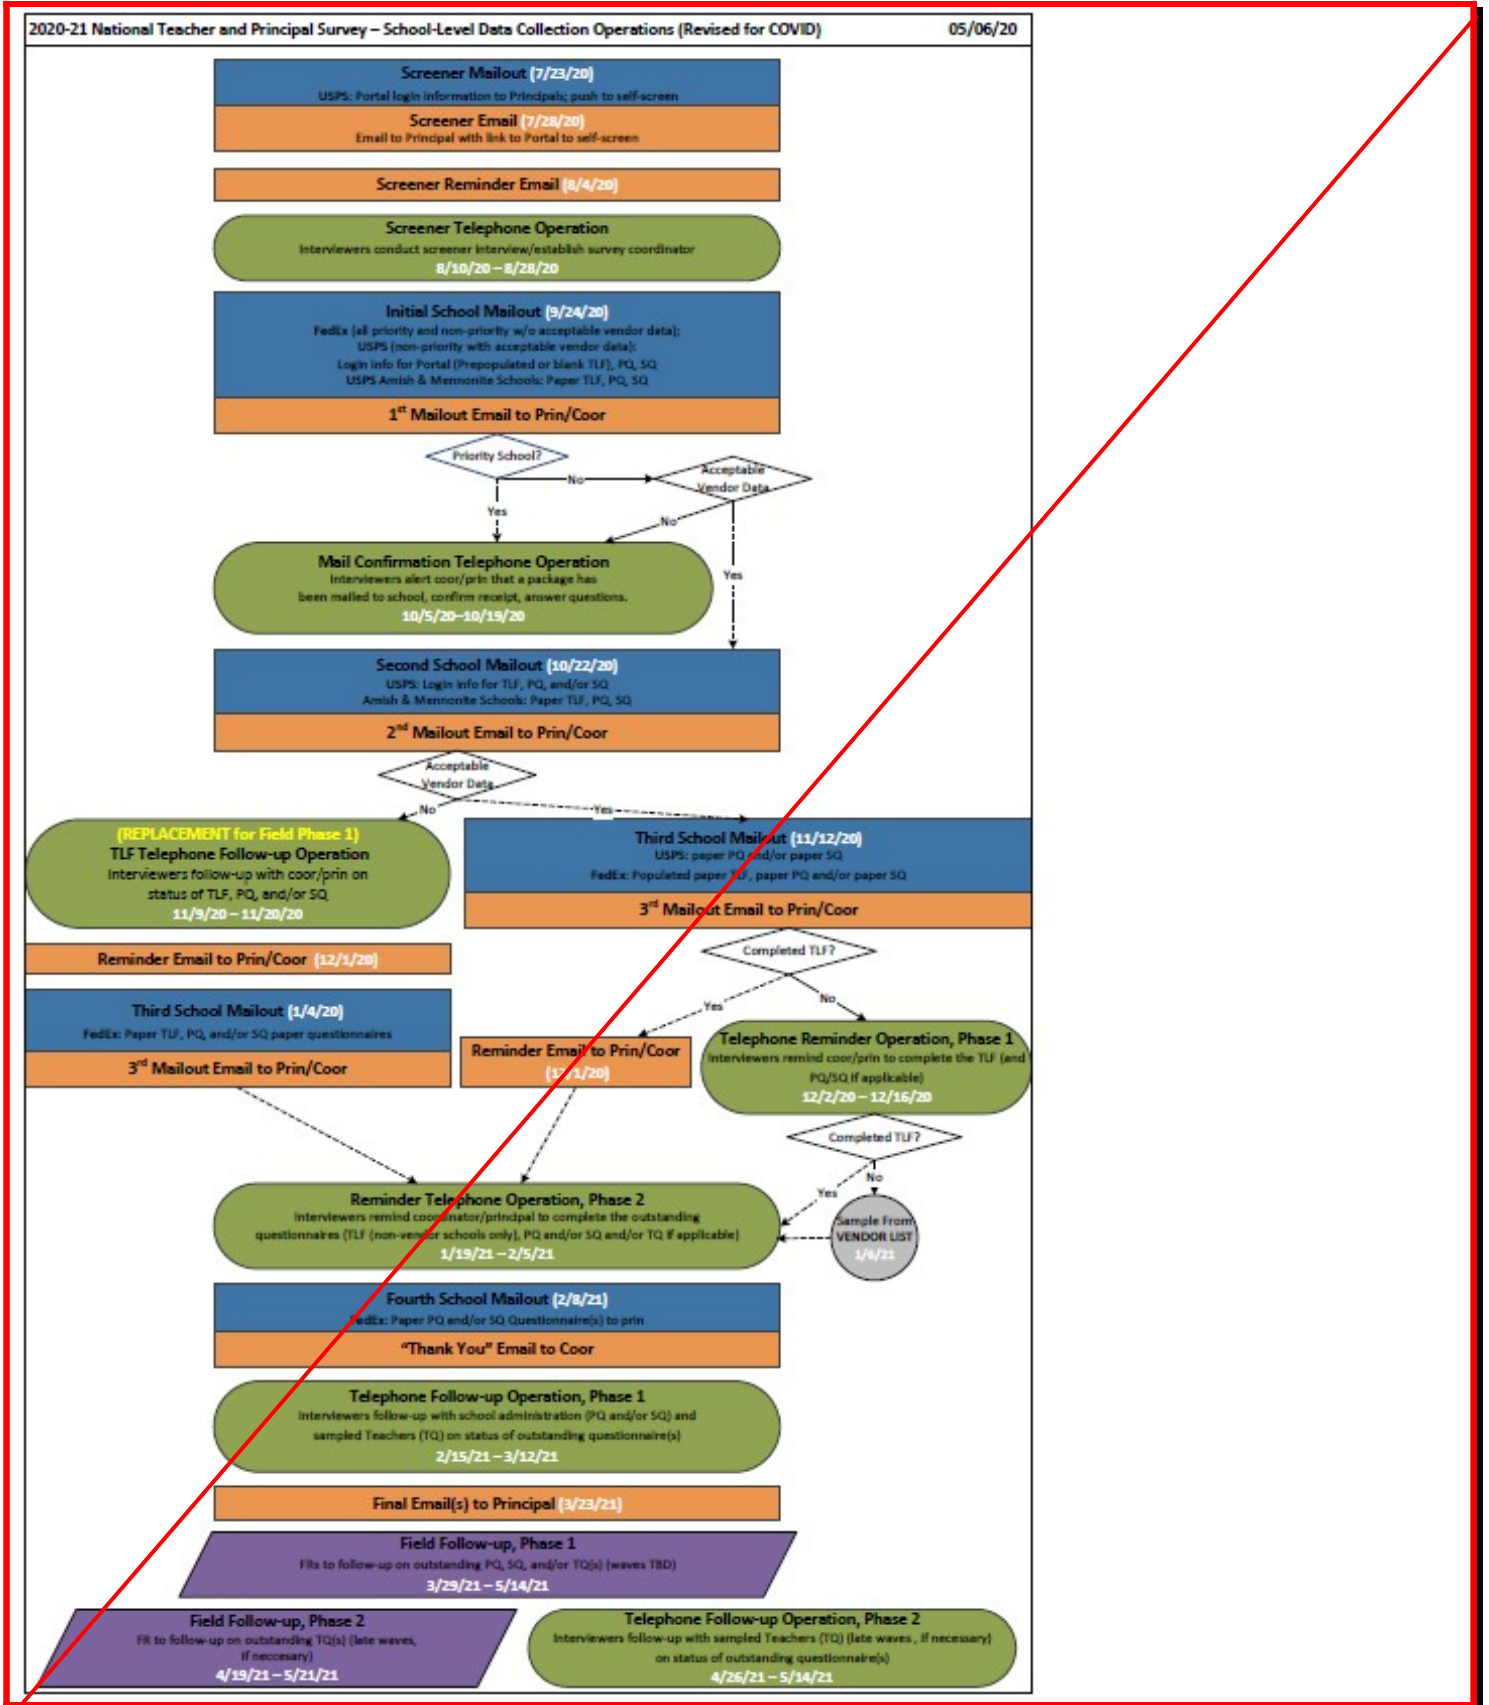 2020-21 National Teacher and Principal Survey – School-Level Data Collection Operations (Revised for COVID) 05/06/20
Screener Mailout (7/23/20)
USPS: Portal login information to Principals; push to self-screen
Screener Email (7/28/20)
Email to Principal with link to Portal to self-screen
Screener Reminder Email (8/4/20)
Screener Telephone Operation
Interviewers conduct screener interview/establish survey coordinator
8/10/20 – 8/28/20
Initial School Mailout (9/24/20)
FedEx (all priority and non-priority w/o acceptable vendor data);
USPS (non-priority with acceptable vendor data):
Login info for Portal (Prepopulated or blank TLF), PQ, SQ
USPS Amish & Mennonite Schools: Paper TLF, PQ, SQ
1st Mailout Email to Prin/Coor
Priority School?
No
Acceptable
Vendor Data
Yes
No
Yes
Mail Confirmation Telephone Operation
Interviewers alert coor/prin that a package has
been mailed to school, confirm receipt, answer questions.
10/5/20–10/19/20
Second School Mailout (10/22/20)
USPS: Login info for TLF, PQ, and/or SQ
Amish & Mennonite Schools: Paper TLF, PQ, SQ
2nd Mailout Email to Prin/Coor
Acceptable
Vendor Data
No
Yes
(REPLACEMENT for Field Phase 1)
TLF Telephone Follow-up Operation
Interviewers follow-up with coor/prin on
status of TLF, PQ, and/or SQ
11/9/20 – 11/20/20
Third School Mailout (11/12/20)
USPS: paper PQ and/or paper SQ
FedEx: Populated paper TLF, paper PQ and/or paper SQ
3rd Mailout Email to Prin/Coor
Reminder Email to Prin/Coor (12/1/20)
Completed TLF?
Yes
No
Third School Mailout (1/4/20)
FedEx: Paper TLF, PQ, and/or SQ paper questionnaires
3rd Mailout Email to Prin/Coor
Reminder Email to Prin/Coor
(12/1/20)
Telephone Reminder Operation, Phase 1
Interviewers remind coor/prin to complete the TLF (and
PQ/SQ if applicable)
12/2/20 – 12/16/20
Completed TLF?
Yes
No
Sample From
VENDOR LIST
1/6/21
Reminder Telephone Operation, Phase 2
Interviewers remind coordinator/principal to complete the outstanding
questionnaires (TLF (non-vendor schools only), PQ and/or SQ and/or TQ if applicable)
1/19/21 – 2/5/21
Fourth School Mailout (2/8/21)
FedEx: Paper PQ and/or SQ Questionnaire(s) to prin
“Thank You” Email to Coor
Telephone Follow-up Operation, Phase 1
Interviewers follow-up with school administration (PQ and/or SQ) and
sampled Teachers (TQ) on status of outstanding questionnaire(s)
2/15/21 – 3/12/21
Final Email(s) to Principal (3/23/21)
Field Follow-up, Phase 1
FRs to follow-up on outstanding PQ, SQ, and/or TQ(s) (waves TBD)
3/29/21 – 5/14/21
Field Follow-up, Phase 2
FR to follow-up on outstanding TQ(s) (late waves,
if neccesary)
4/19/21 – 5/21/21
Telephone Follow-up Operation, Phase 2
Interviewers follow-up with sampled Teachers (TQ) (late waves , if necessary)
on status of outstanding questionnaire(s)
4/26/21 – 5/14/21